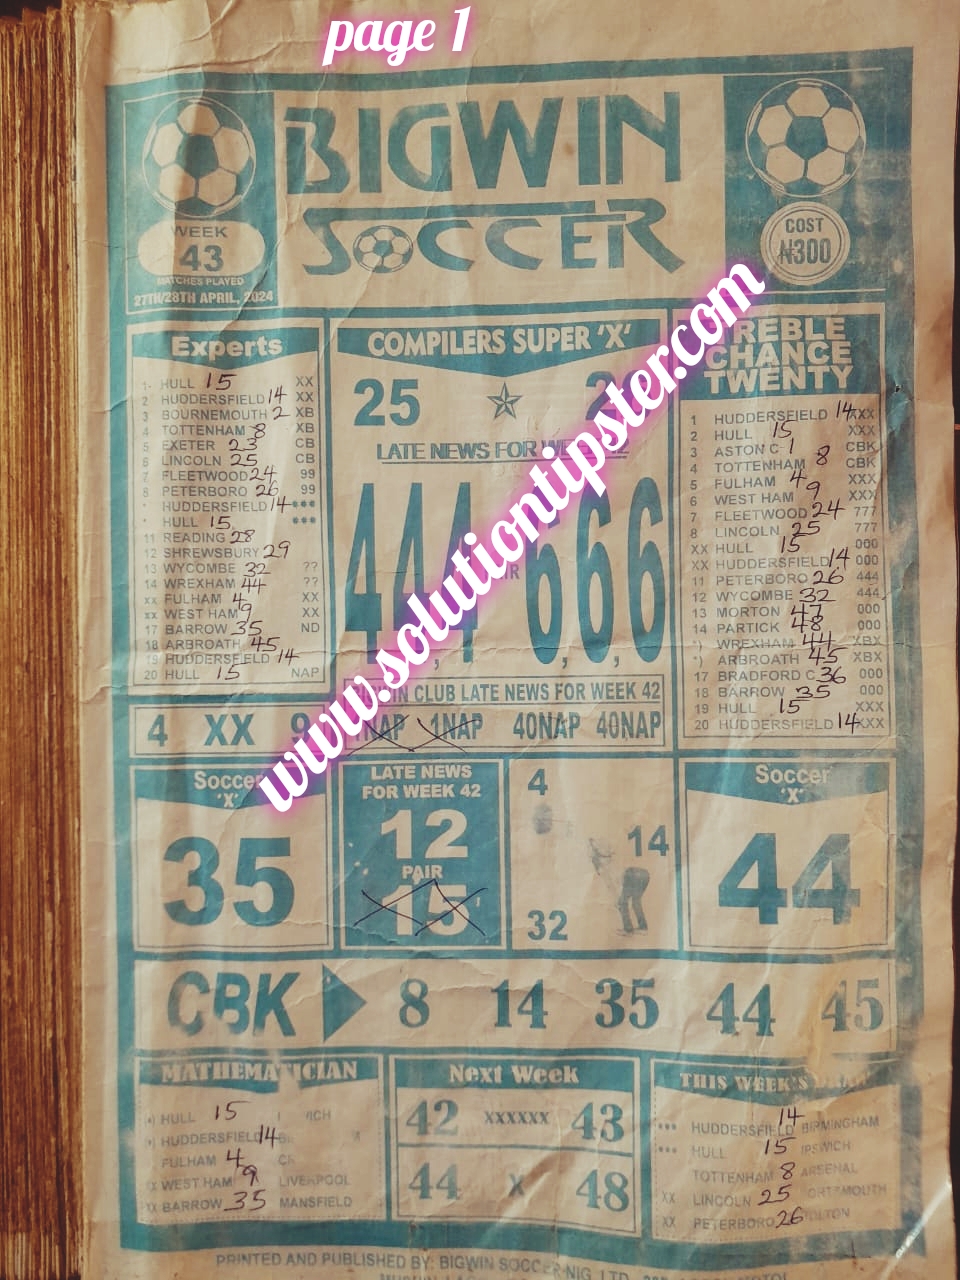 page 1
BIGWIN
SOCCER
WEEK
43
MATCHES PLAYED
27TH/28TH APRIL, 2024
COST
₦300
Experts
1- HULL 15 XX
2 HUDDERSFIELD 14 XX
3 BOURNEMOUTH 2 XB
4 TOTTENHAM 8 XB
5 EXETER 23 CB
6 LINCOLN 25 CB
7 FLEETWOOD 24 99
8 PETERBORO 26 99
* HUDDERSFIELD 14 ***
* HULL 15 ***
11 READING 28
12 SHREWSBURY 29
13 WYCOMBE 32 ??
14 WREXHAM 44 ??
XX FULHAM 4 XX
XX WEST HAM 9 XX
17 BARROW 35 ND
18 ARBROATH 45
19 HUDDERSFIELD 14
20 HULL 15 NAP
4 XX 9
COMPILERS SUPER 'X'
25
LATE NEWS FOR
4,4,4 6,6,6
CLUB LATE NEWS FOR WEEK 42
1NAP 40NAP 40NAP
www.solutiontipster.com
TREBLE
CHANCE
TWENTY
1 HUDDERSFIELD 14 XXX
2 HULL 15 XXX
3 ASTON 1 CBK
4 TOTTENHAM 8 CBK
5 FULHAM 4 XXX
6 WEST HAM 9 XXX
7 FLEETWOOD 24 777
8 LINCOLN 25 777
XX HULL 15 000
XX HUDDERSFIELD 14 000
11 PETERBORO 26 444
12 WYCOMBE 32 444
13 MORTON 47 000
14 PARTICK 48 000
) WREXHAM 44 XBX
*) ARBROATH 45 XBX
17 BRADFORD C 36 000
18 BARROW 35 000
19 HULL 15 XXX
20 HUDDERSFIELD 14 XXX
Soccer
'X'
35
LATE NEWS
FOR WEEK 42
12
PAIR
15
4
14
32
Soccer
'X'
44
CBK 8 14 35 44 45
MATHEMATICIAN
HULL 15
HUDDERSFIELD 14
FULHAM 4
XX WEST HAM 9 LIVERPOOL
XX BARROW 35 MANSFIELD
Next Week
42 XXXXXX 43
44 X 48
THIS WEEK'S
*** HUDDERSFIELD 14 BIRMINGHAM
*** HULL 15 IPSWICH
TOTTENHAM 8 ARSENAL
XX LINCOLN 25
XX PETERBORO 26
PRINTED AND PUBLISHED BY: BIGWIN SOCCER NIG. LTD.